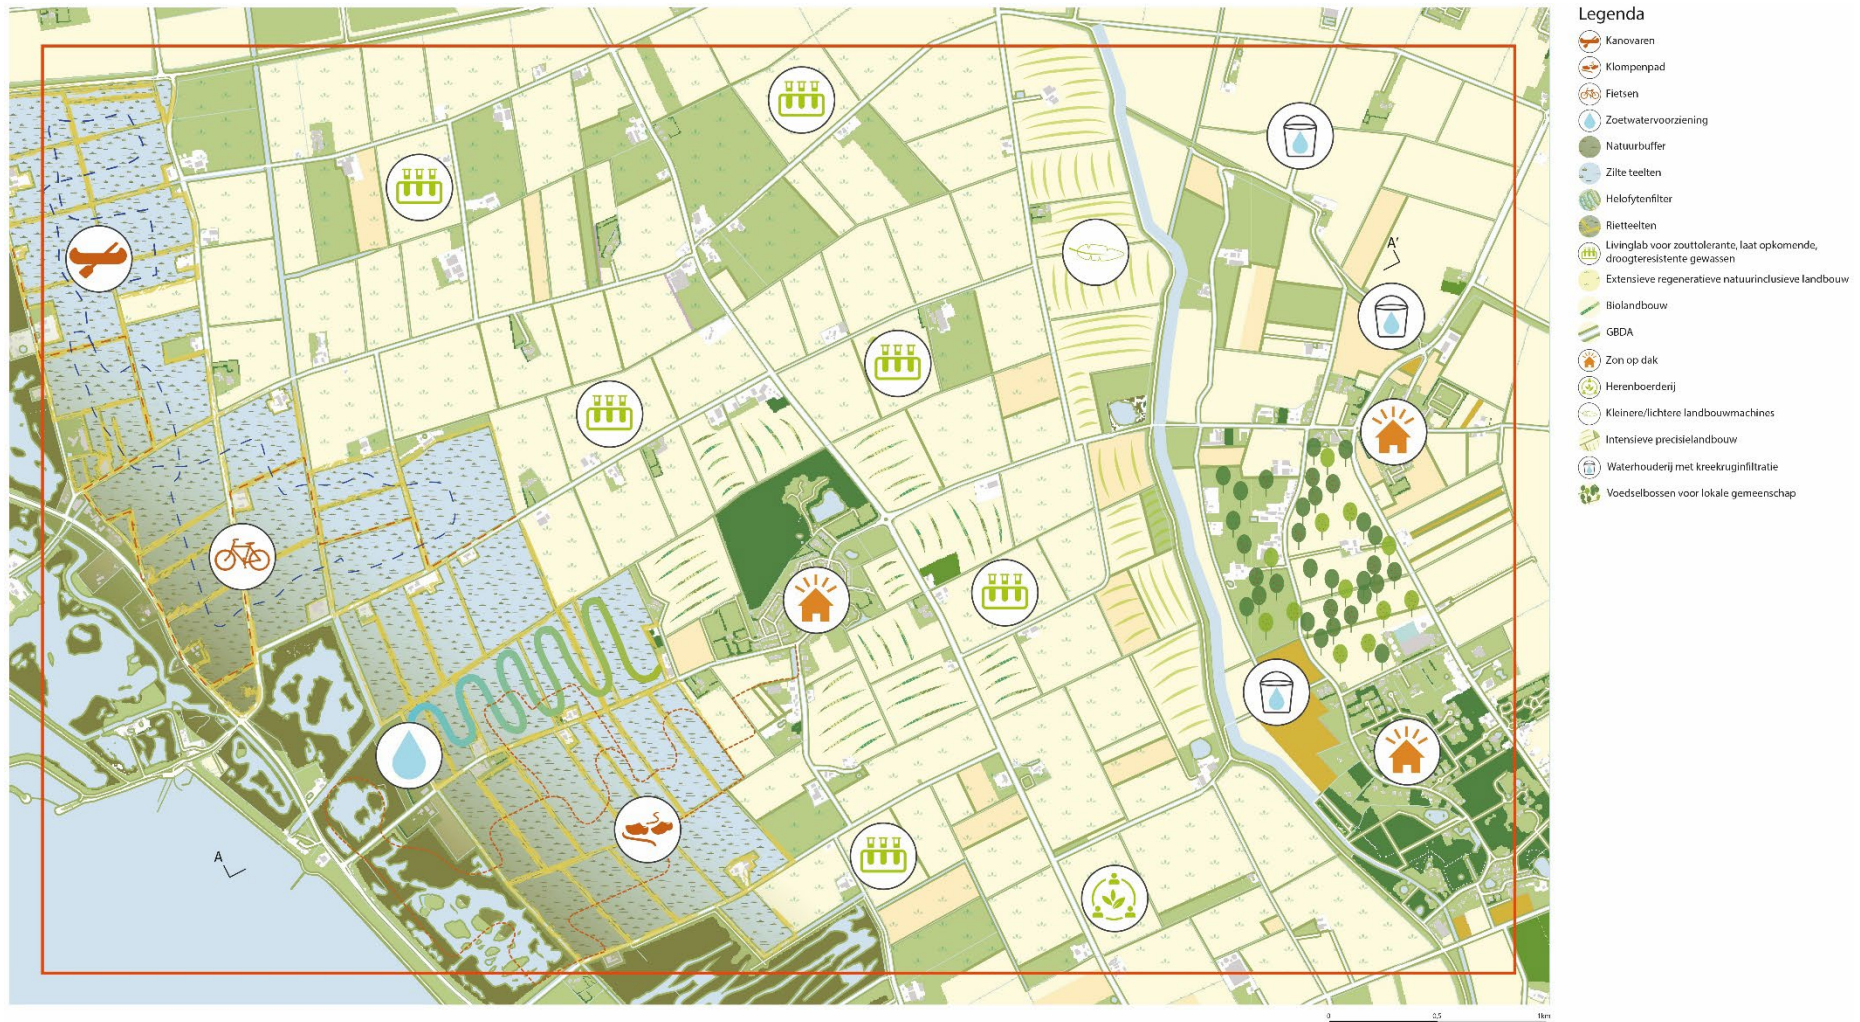 Legenda
Kanovaren
Klompenpad
Fietsen
Zoetwatervoorziening
Natuurbuffer
Zilte teelten
Helofytenfilter
Rietteelten
Livinglab voor zouttolerante, laat opkomende,
droogteresistente gewassen
Extensieve regeneratieve natuurinclusieve landbouw
Biolandbouw
GBDA
Zon op dak
Herenboerderij
Kleinere/lichtere landbouwmachines
Intensieve precisielandbouw
Waterhouderij met kreekruginfiltratie
Voedselbossen voor lokale gemeenschap
A'
A
0 0,5 1km